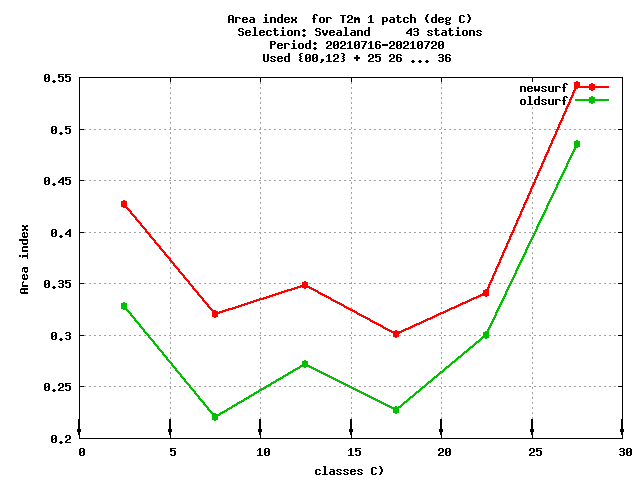 Area index  for T2m 1 patch (deg C)
Selection: Svealand     43 stations
Period: 20210716-20210720
Used {00,12} + 25 26 ... 36
newsurf
oldsurf
0.55
0.5
0.45
0.4
0.35
0.3
0.25
0.2
Area index
0 5 10 15 20 25 30
classes C)